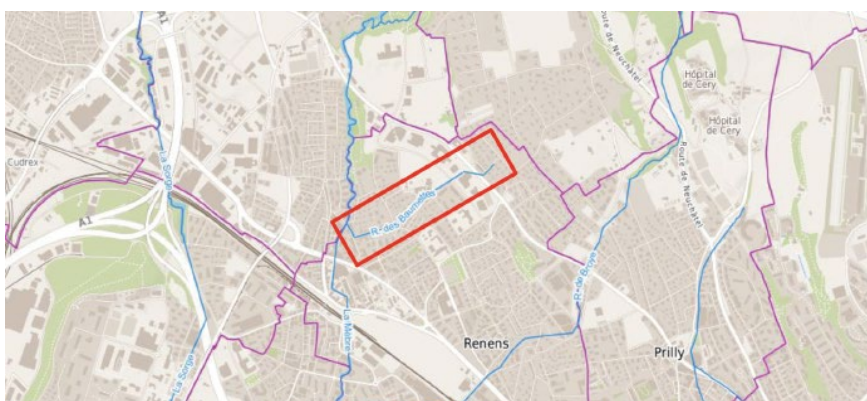 A1
Route de
Neuchâtel
Hôpital
de Cery
Hôpital
de Cery
La Sorge
Cudrex
Route de Neuchâtel
A1
R. des Baumettes
R. de Broye
La Mèbre
Renens
Prilly
La Sorge